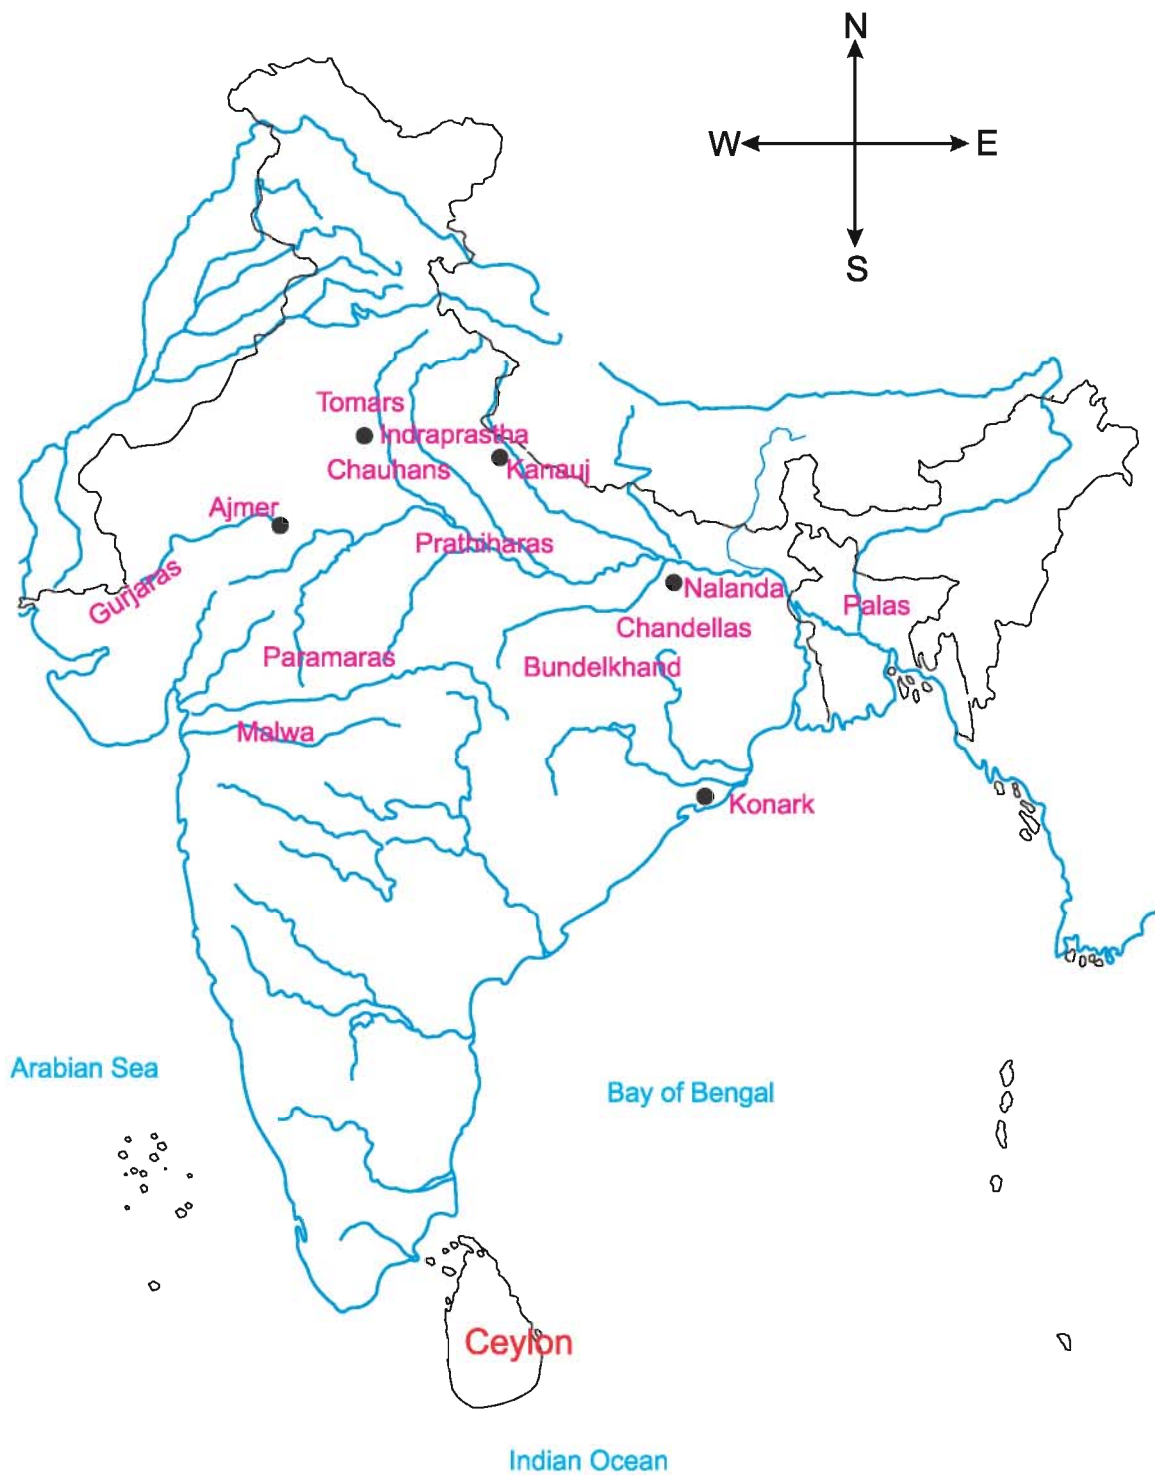 N
W
E
S
Tomars
Indraprastha
Chauhans
Kanauj
Ajmer
Prathiharas
Gurjaras
Nalanda
Palas
Chandellas
Paramaras
Bundelkhand
Malwa
Konark
Arabian Sea
Bay of Bengal
Ceylon
Indian Ocean